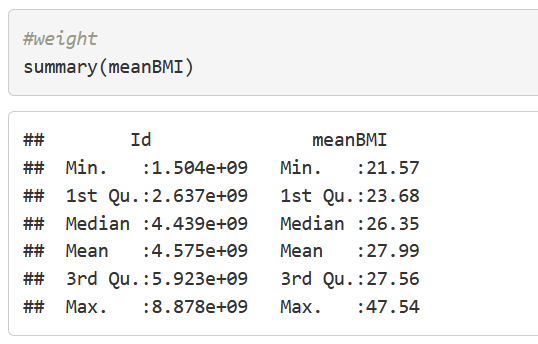 #weight
summary(meanBMI)
##        Id               meanBMI
##  Min.   :1.504e+09   Min.   :21.57
##  1st Qu.:2.637e+09   1st Qu.:23.68
##  Median :4.439e+09   Median :26.35
##  Mean   :4.575e+09   Mean   :27.99
##  3rd Qu.:5.923e+09   3rd Qu.:27.56
##  Max.   :8.878e+09   Max.   :47.54